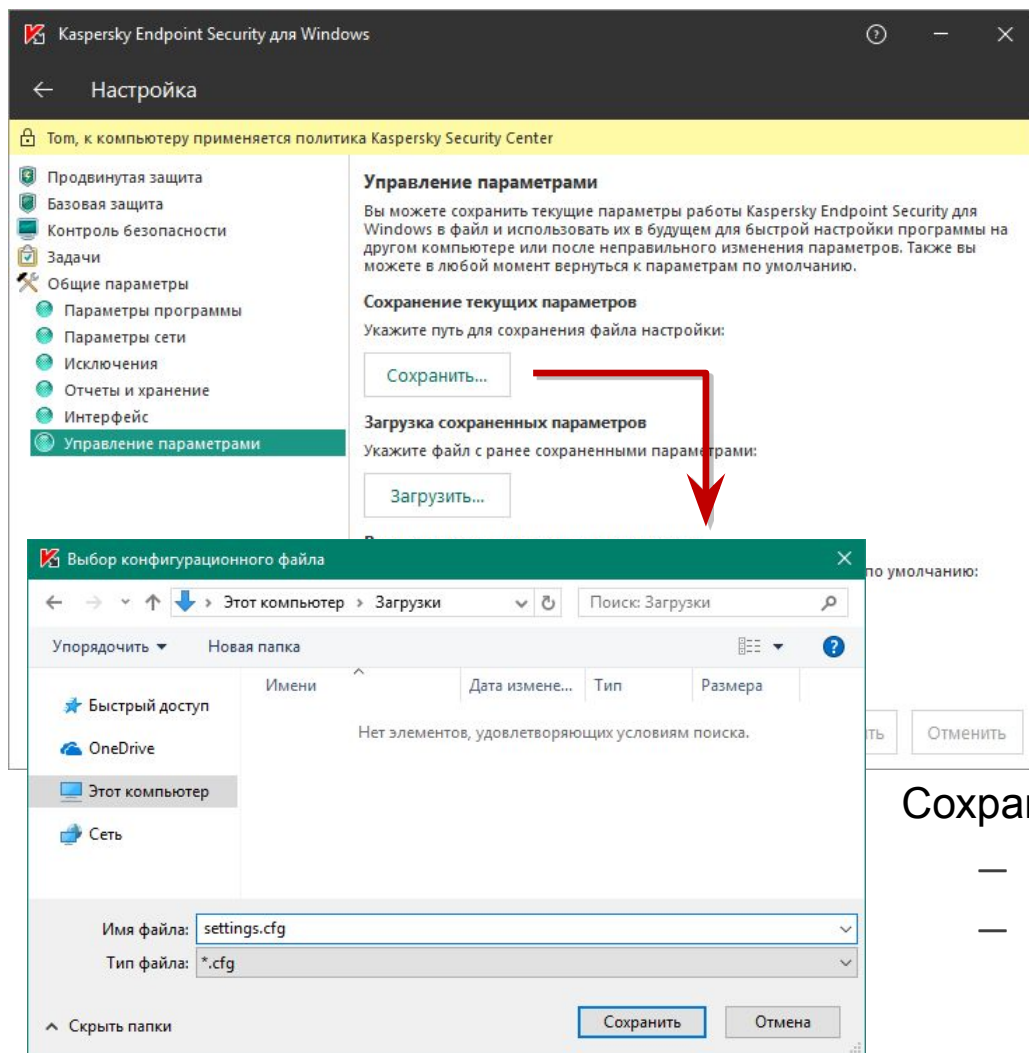 Kaspersky Endpoint Security для Windows
Настройка
Tom, к компьютеру применяется политика Kaspersky Security Center
Продвинутая защита
Базовая защита
Контроль безопасности
Задачи
Общие параметры
Параметры программы
Параметры сети
Исключения
Отчеты и хранение
Интерфейс
Управление параметрами
Управление параметрами
Вы можете сохранить текущие параметры работы Kaspersky Endpoint Security для
Windows в файл и использовать их в будущем для быстрой настройки программы на
другом компьютере или после неправильного изменения параметров. Также вы
можете в любой момент вернуться к параметрам по умолчанию.
Сохранение текущих параметров
Укажите путь для сохранения файла настройки:
Сохранить...
Загрузка сохраненных параметров
Укажите файл с ранее сохраненными параметрами:
Загрузить...
по умолчанию:
ть
Отменить
Выбор конфигурационного файла
Этот компьютер › Загрузки
Поиск: Загрузки
Упорядочить
Новая папка
Имени
Дата измене...
Тип
Размера
Быстрый доступ
OneDrive
Этот компьютер
Сеть
Нет элементов, удовлетворяющих условиям поиска.
Имя файла: settings.cfg
Тип файла: *.cfg
Скрыть папки
Сохранить
Отмена
Сохра
—
—